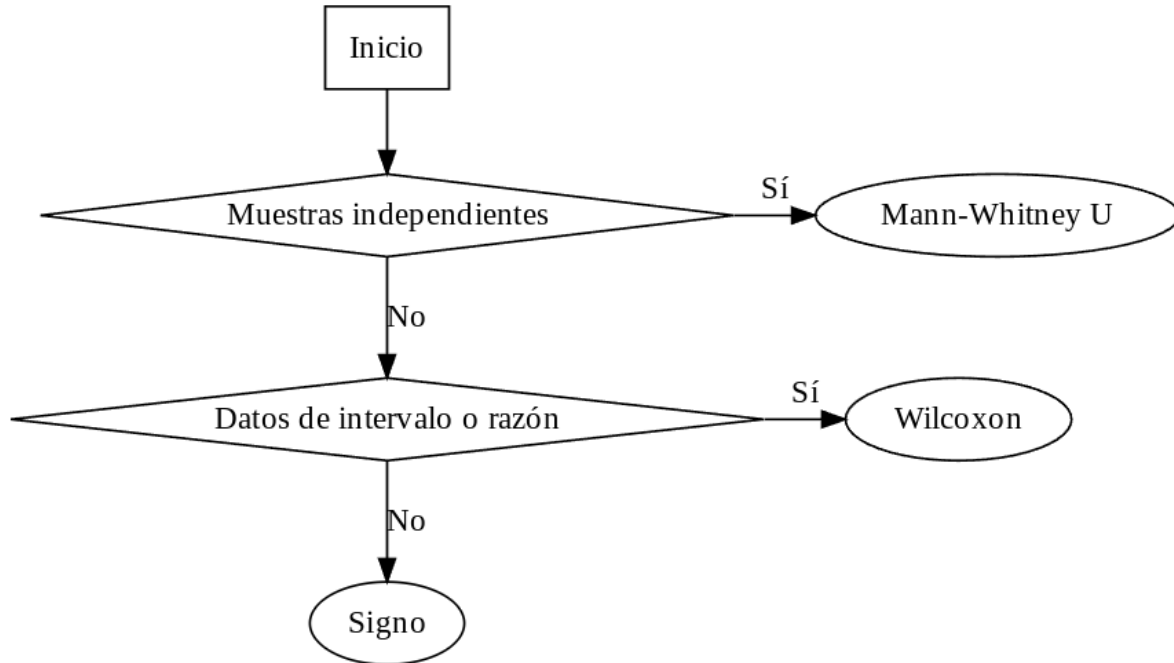 Inicio
Muestras independientes
Sí
Mann-Whitney U
No
Datos de intervalo o razón
Sí
Wilcoxon
No
Signo